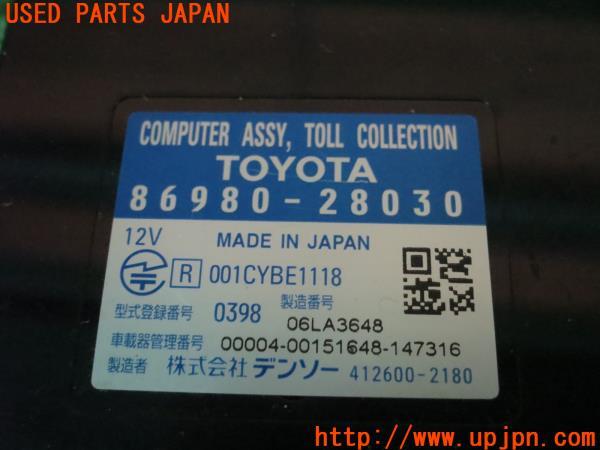 USED PARTS JAPAN
COMPUTER ASSY, TOLL COLLECTION
TOYOTA
86980-28030
12V
MADE IN JAPAN
R 001CYBE1118
型式登録番号 0398 製造番号 06LA3648
車載器管理番号 00004-00151648-147316
製造者 株式会社 デンソー 412600-2180
http://www.upjpn.com